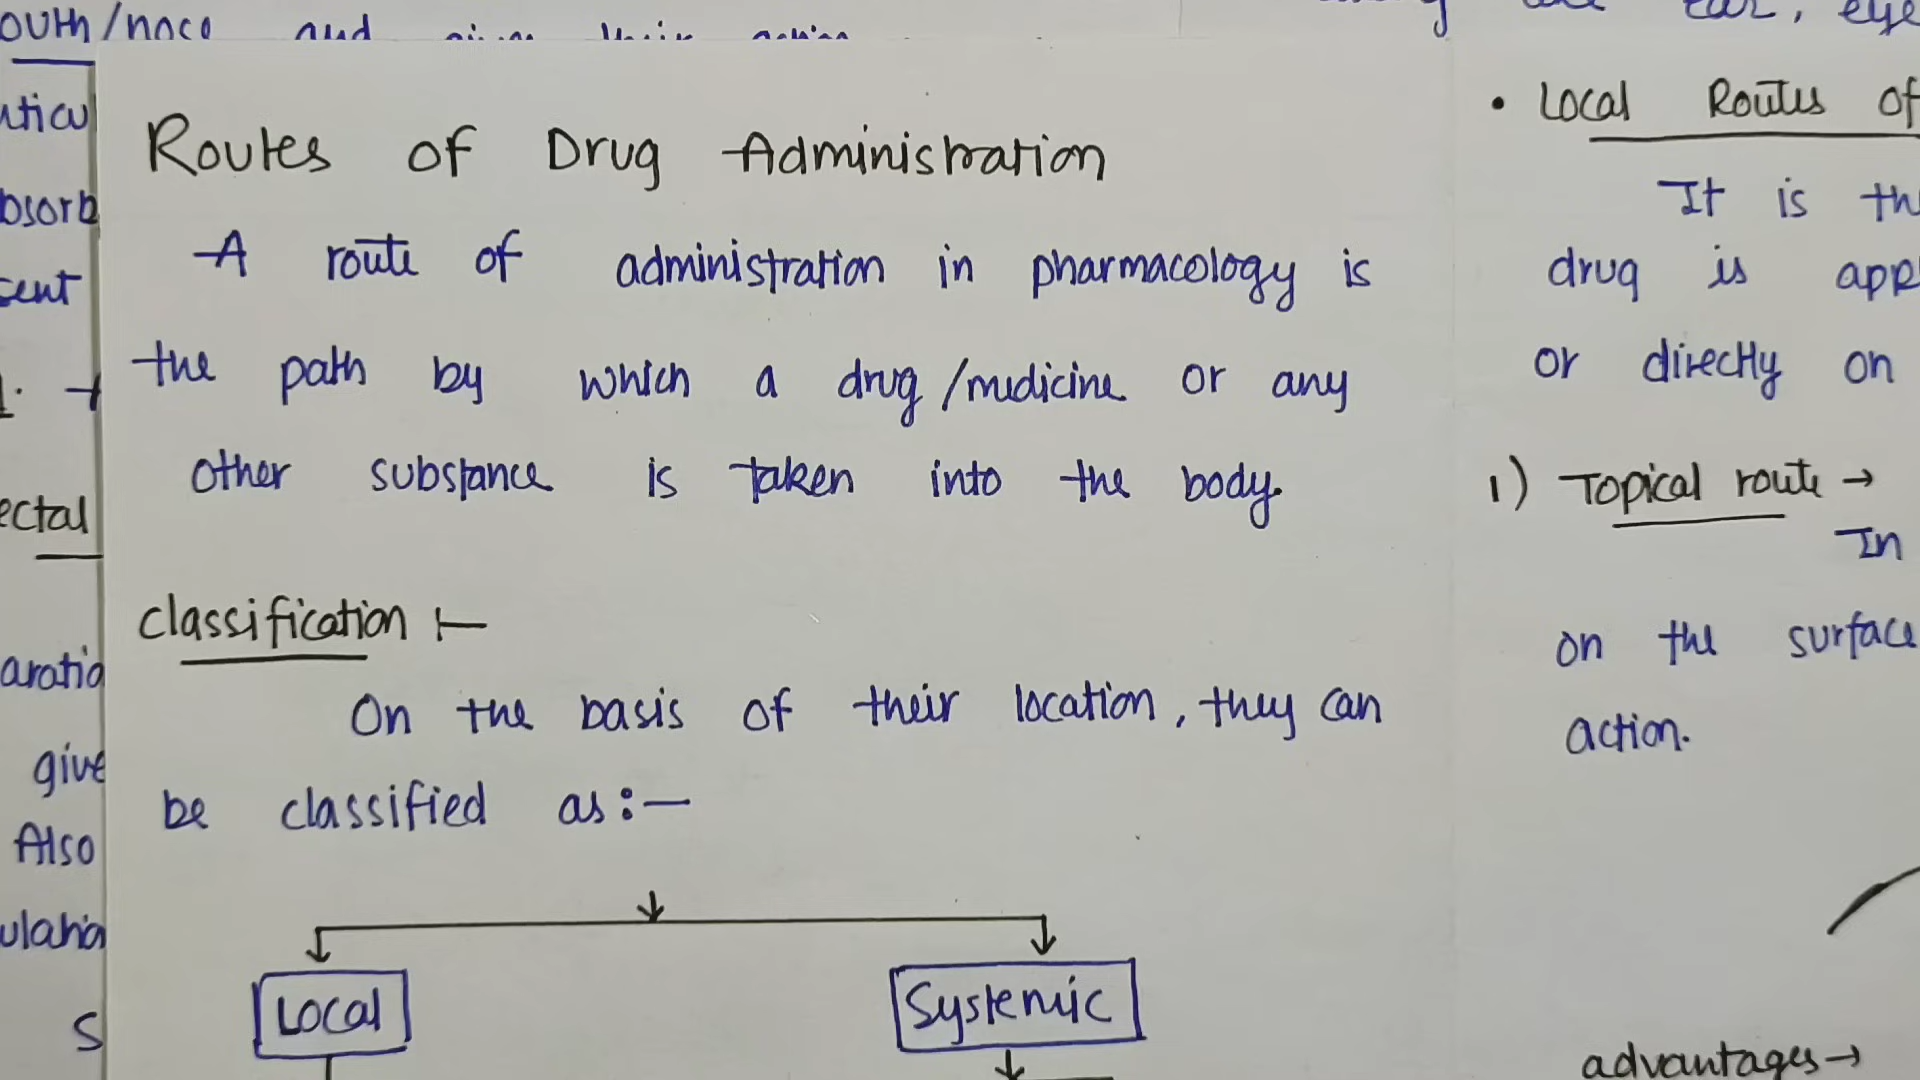 Routes of Drug Administration
A route of administration in pharmacology is
the path by which a drug/medicine or any
other substance is taken into the body.
Classification :-
On the basis of their location, they can
be classified as:-
Local
Systemic
• Local Routes of
It is
drug is
or directly on
1) Topical route →
In
on the surface
action.
advantages →
ectal
give
Also
S